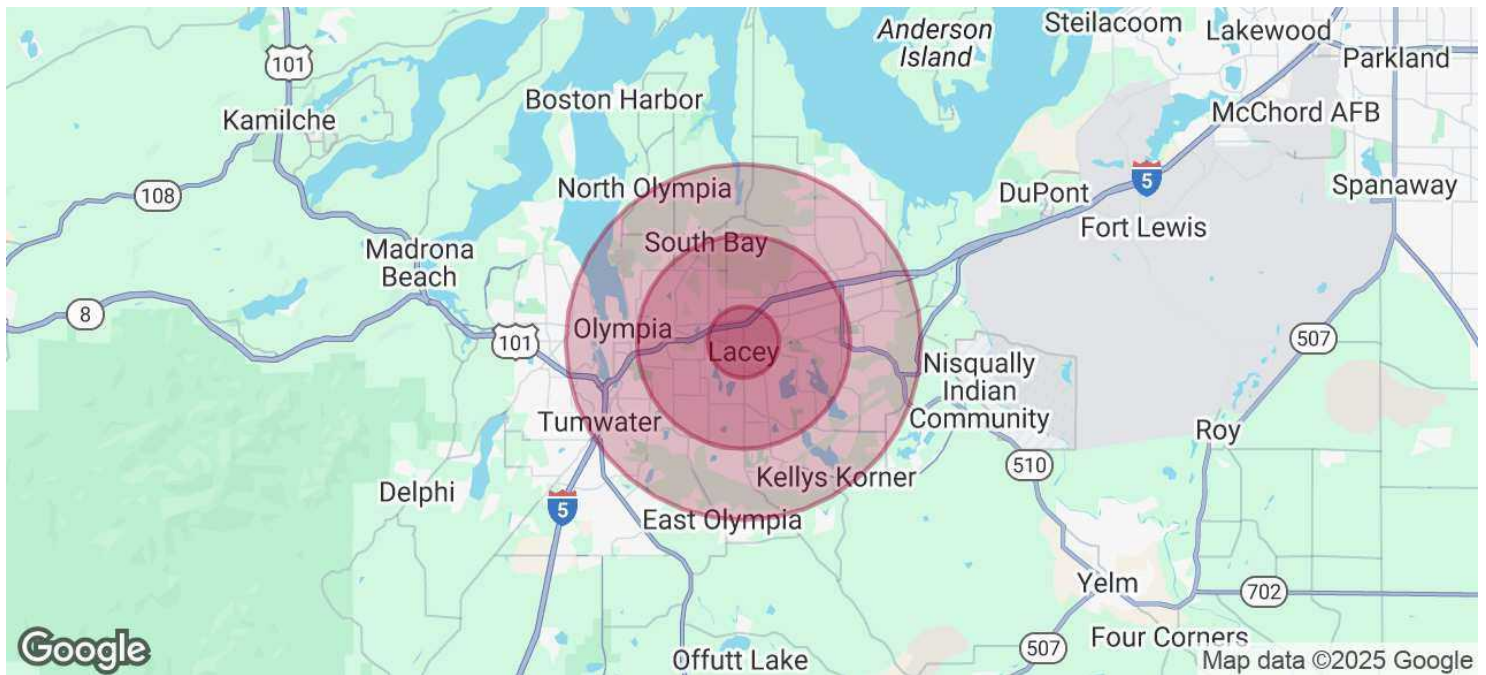 Steilacoom
Lakewood
Parkland
Anderson
Island
101
Boston Harbor
Kamilche
McChord AFB
108
North Olympia
DuPont
5
Spanaway
Fort Lewis
South Bay
Madrona
Beach
8
Olympia
101
Lacey
507
Nisqually
Indian
Community
Tumwater
Roy
510
Kellys Korner
Delphi
5
East Olympia
Yelm
702
Four Corners
507
Offutt Lake
Google
Map data ©2025 Google